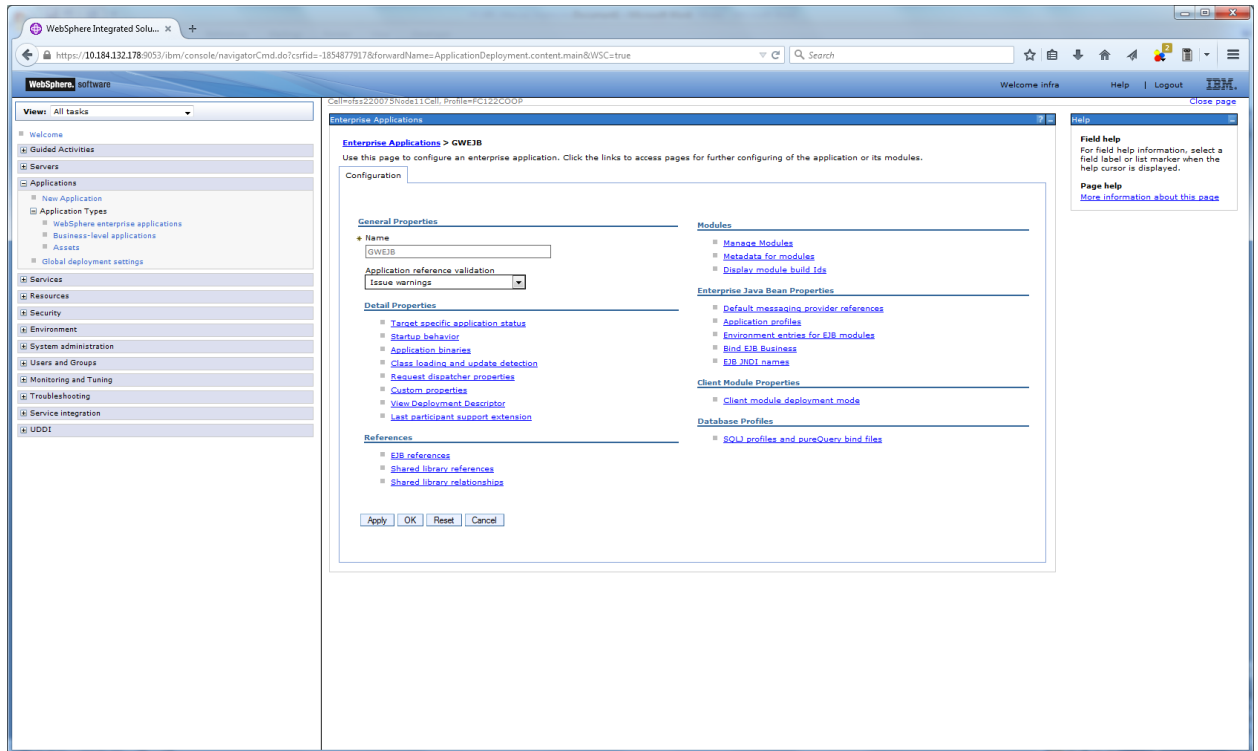 WebSphere Integrated Solu... × +
https://10.184.132.178:9053/ibm/console/navigatorCmd.do?csrfid=-1854877917&forwardName=ApplicationDeployment.content.main&WSC=true
Search
2
WebSphere. software
Welcome infra
Help | Logout
IBM.
View: All tasks
Welcome
Guided Activities
Servers
Applications
New Application
Application Types
WebSphere enterprise applications
Business-level applications
Assets
Global deployment settings
Services
Resources
Security
Environment
System administration
Users and Groups
Monitoring and Tuning
Troubleshooting
Service integration
UDDI
Cell=ofss220075Node11Cell, Profile=FC122COOP
Close page
Enterprise Applications
Enterprise Applications > GWEJB
Use this page to configure an enterprise application. Click the links to access pages for further configuring of the application or its modules.
Configuration
General Properties
Name
GWEJB
Application reference validation
Issue warnings
Detail Properties
Target specific application status
Startup behavior
Application binaries
Class loading and update detection
Request dispatcher properties
Custom properties
View Deployment Descriptor
Last participant support extension
References
EJB references
Shared library references
Shared library relationships
Modules
Manage Modules
Metadata for modules
Display module build Ids
Enterprise Java Bean Properties
Default messaging provider references
Application profiles
Environment entries for EJB modules
Bind EJB Business
EJB JNDI names
Client Module Properties
Client module deployment mode
Database Profiles
SQLJ profiles and pureQuery bind files
Apply OK Reset Cancel
Help
Field help
For field help information, select a
field label or list marker when the
help cursor is displayed.
Page help
More information about this page